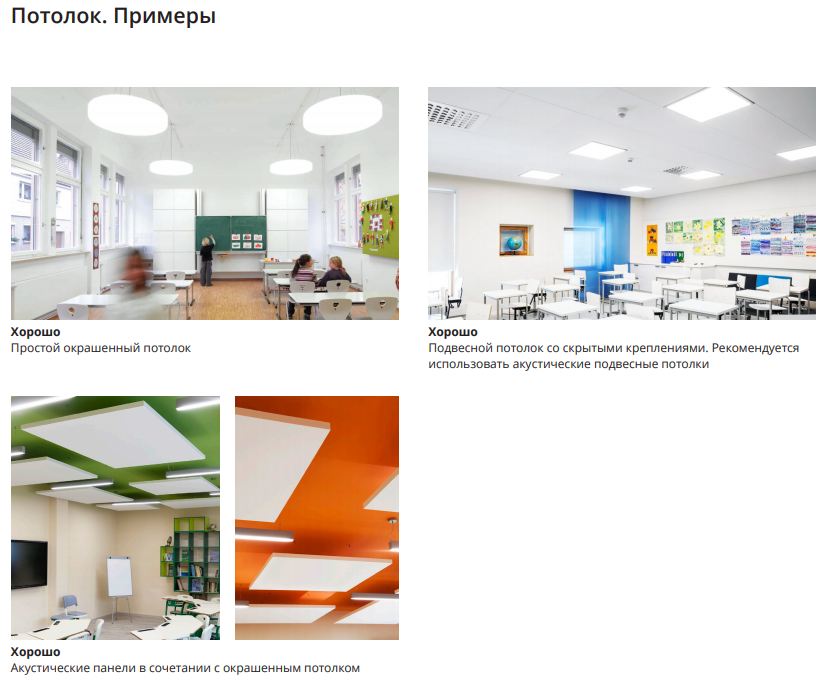 Потолок. Примеры
Хорошо
Простой окрашенный потолок
Хорошо
Подвесной потолок со скрытыми креплениями. Рекомендуется
использовать акустические подвесные потолки
Хорошо
Акустические панели в сочетании с окрашенным потолком